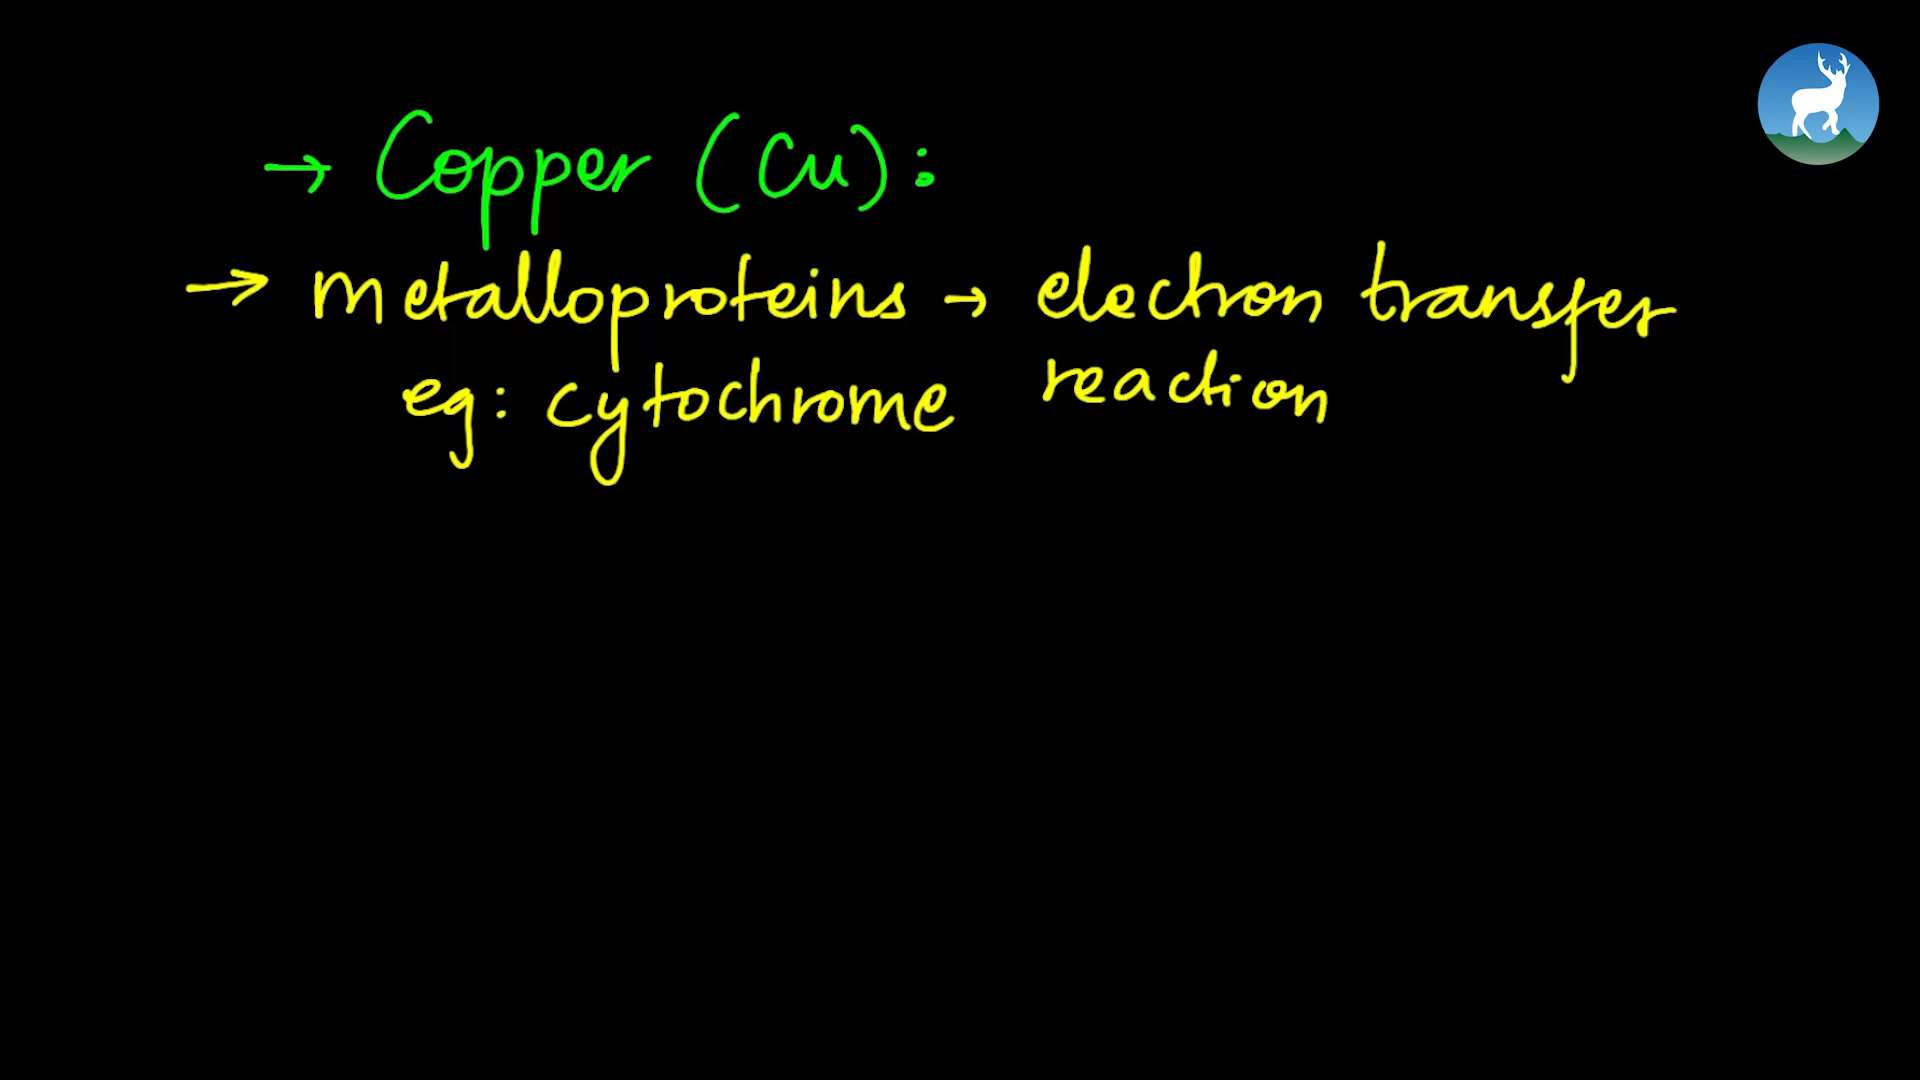 → Copper (Cu):
→ metalloproteins → electron transfer
eg: cytochrome reaction